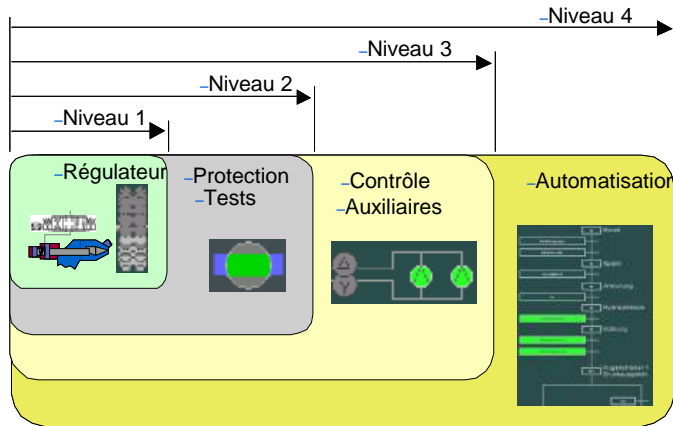 –Niveau 4
–Niveau 3
–Niveau 2
–Niveau 1
–Régulateur
–Protection
–Tests
–Contrôle
–Auxiliaires
–Automatisation